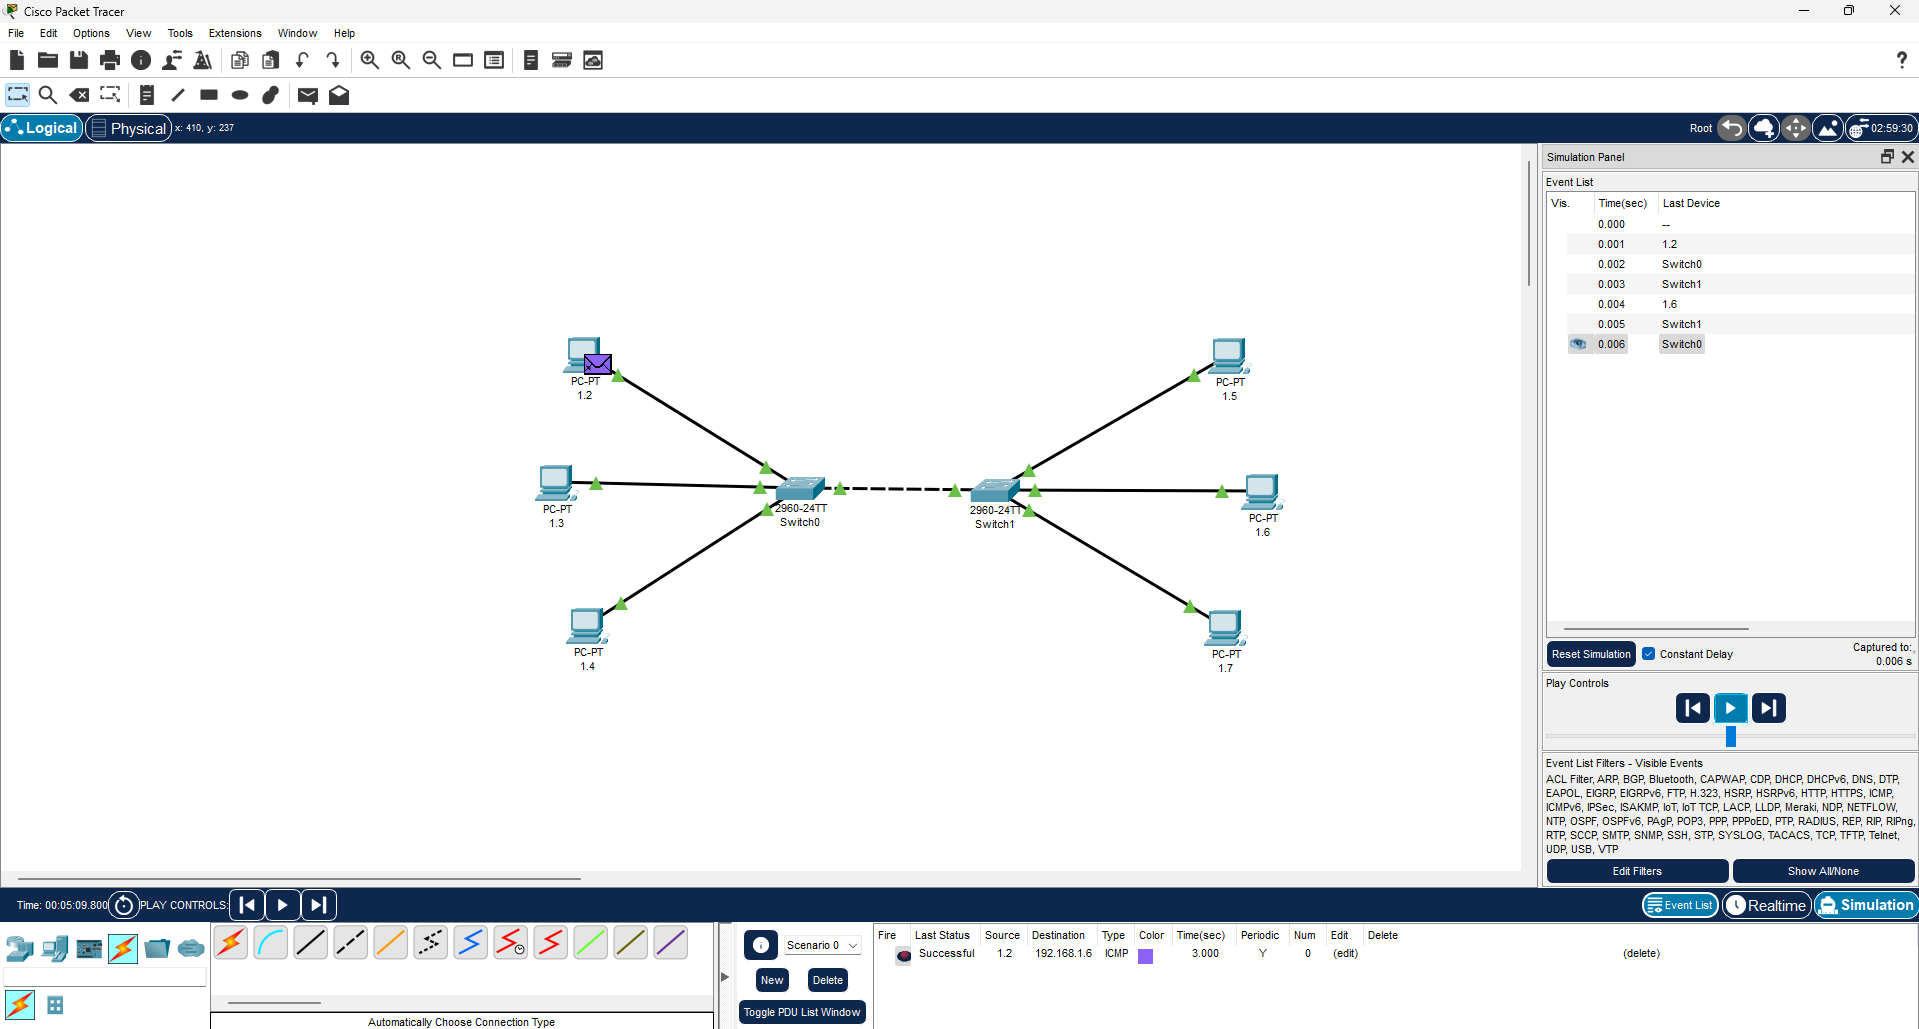 Cisco Packet Tracer
File Edit Options View Tools Extensions Window Help
Logical Physical x: 410, y: 237 Root 02:59:30
Simulation Panel
Event List
Vis. Time(sec) Last Device
0.000 --
0.001 1.2
0.002 Switch0
0.003 Switch1
0.004 1.6
0.005 Switch1
0.006 Switch0
PC-PT
1.2
PC-PT
1.5
PC-PT
1.3
2960-24TT
Switch0
2960-24TT
Switch1
PC-PT
1.6
PC-PT
1.4
PC-PT
1.7
Reset Simulation Constant Delay Captured to:
0.006 s
Play Controls
Event List Filters - Visible Events
ACL Filter, ARP, BGP, Bluetooth, CAPWAP, CDP, DHCP, DHCPv6, DNS, DTP,
EAPOL, EIGRP, EIGRPv6, FTP, H.323, HSRP, HSRPv6, HTTP, HTTPS, ICMP,
ICMPv6, IPSec, ISAKMP, IoT, IoT TCP, LACP, LLDP, Meraki, NDP, NETFLOW,
NTP, OSPF, OSPFv6, PAgP, POP3, PPP, PPPoED, PTP, RADIUS, REP, RIP, RIPng,
RTP, SCCP, SMTP, SNMP, SSH, STP, SYSLOG, TACACS, TCP, TFTP, Telnet,
UDP, USB, VTP
Edit Filters Show All/None
Time: 00:05:09.800 PLAY CONTROLS: Event List Realtime Simulation
Scenario 0
New Delete
Toggle PDU List Window
Fire Last Status Source Destination Type Color Time(sec) Periodic Num Edit Delete
Successful 1.2 192.168.1.6 ICMP 3.000 Y 0 (edit) (delete)
Automatically Choose Connection Type